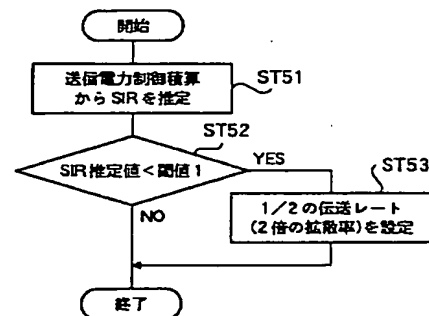 開始
送信電力制御積算
からSIRを推定
ST51
ST52
SIR推定値<閾値1
YES
ST53
NO
1/2の伝送レート
(2倍の拡散率)を設定
終了